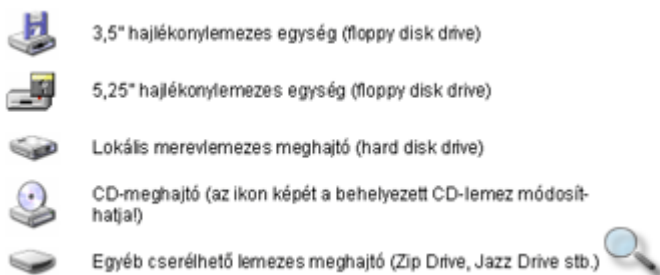 3,5" hajlékonylemezes egység (floppy disk drive)
5,25" hajlékonylemezes egység (floppy disk drive)
Lokális merevlemezes meghajtó (hard disk drive)
CD-meghajtó (az ikon képét a behelyezett CD-lemez módosít-
hatja!)
Egyéb cserélhető lemezes meghajtó (Zip Drive, Jazz Drive stb.)